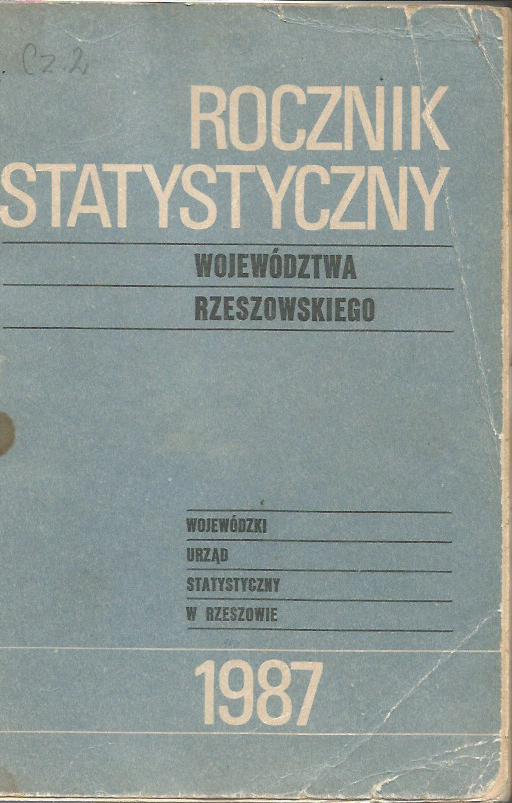 Cz. 2
ROCZNIK
STATYSTYCZNY
WOJEWÓDZTWA
RZESZOWSKIEGO
WOJEWÓDZKI
URZĄD
STATYSTYCZNY
W RZESZOWIE
1987